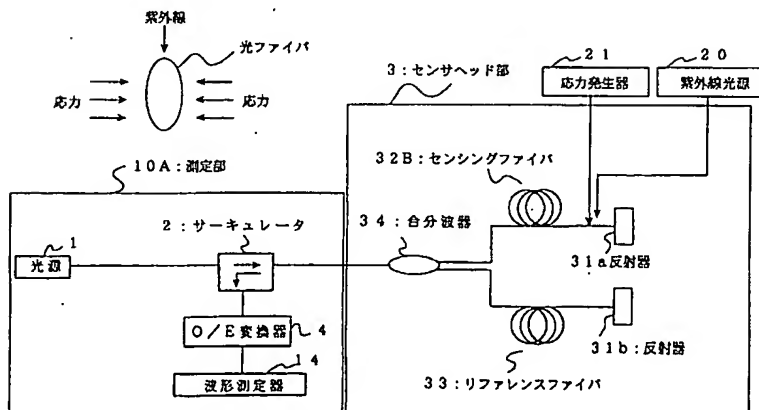 紫外線
光ファイバ
応力
応力
21
20
3:センサヘッド部
応力発生器
紫外線光源
10A:測定部
32B:センシングファイバ
2:サーキュレータ
34:合分波器
1
光源
31a反射器
O/E変換器
4
31b:反射器
14
波形測定器
33:リファレンスファイバ